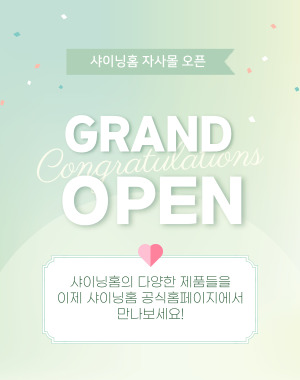 샤이닝홈 자사몰 오픈
GRAND
Congratulations
OPEN
샤이닝홈의 다양한 제품들을
이제 샤이닝홈 공식홈페이지에서
만나보세요!